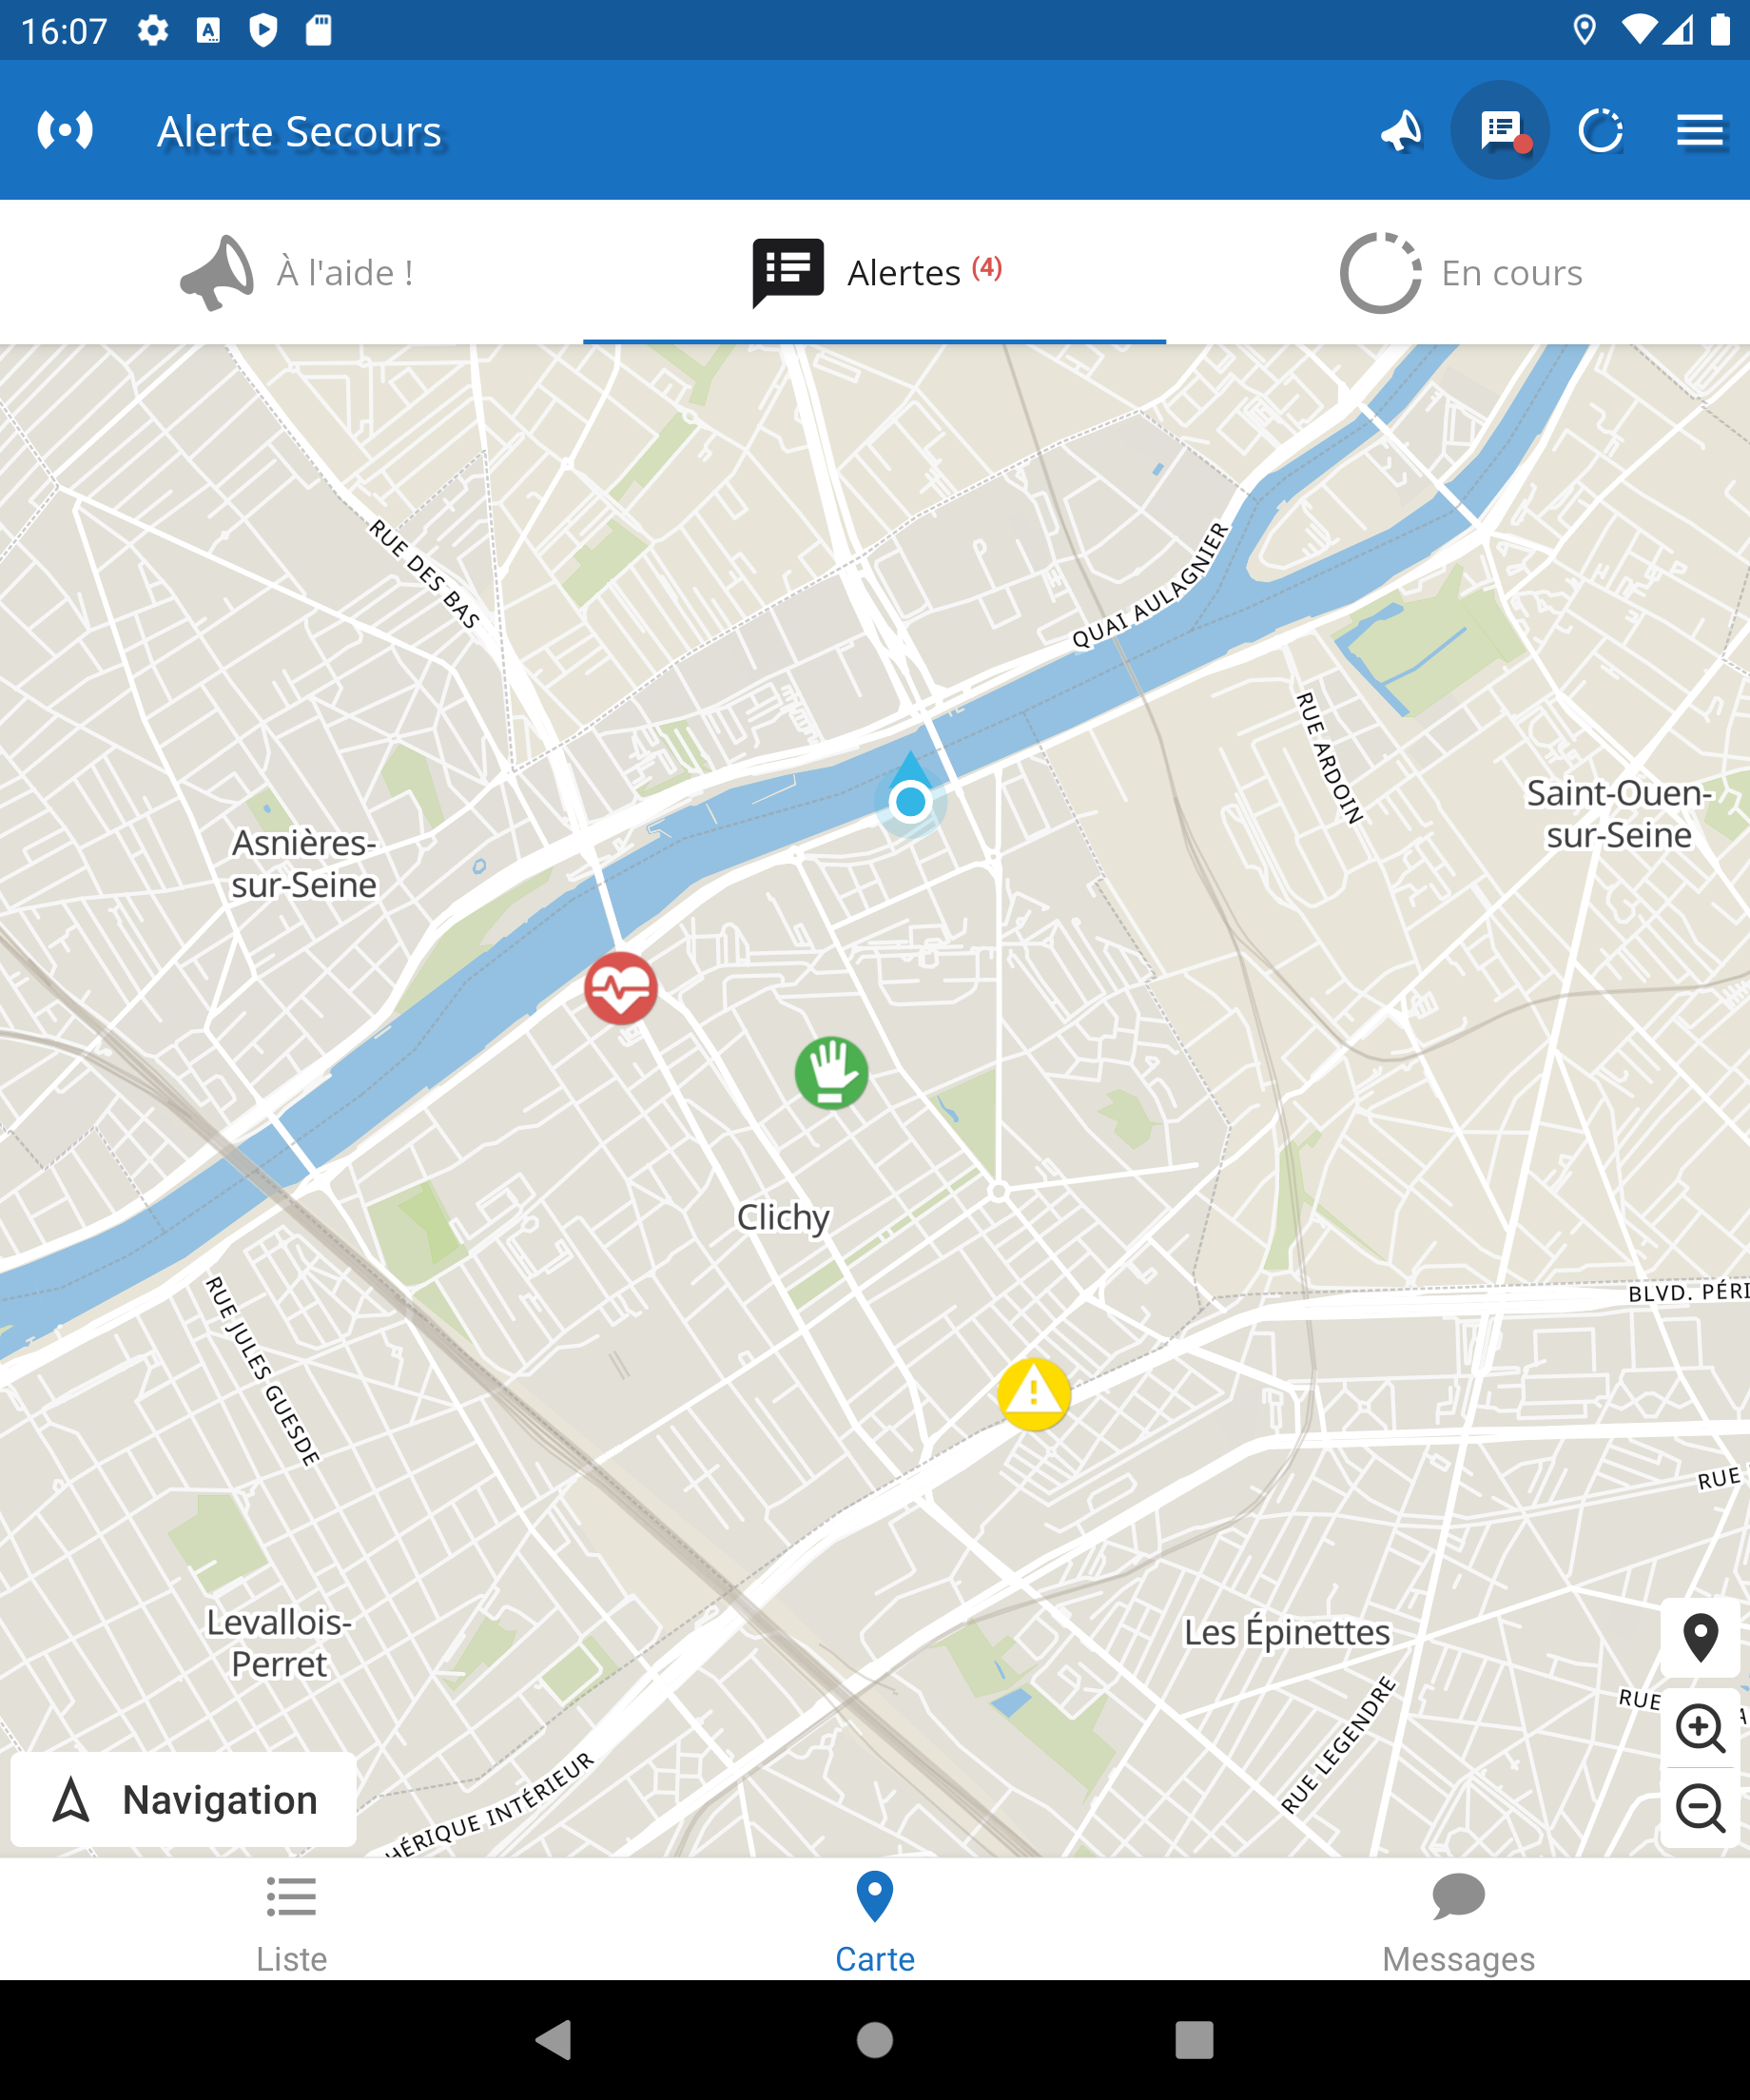 16:07
Alerte Secours
À l'aide !
Alertes (4)
En cours
RUE DES BAS
QUAI AULAGNIER
RUE ARDOIN
Saint-Ouen-
sur-Seine
Asnières-
sur-Seine
Clichy
BLVD. PÉRI
RUE JULES GUESDE
RUE
Levallois-
Perret
Les Épinettes
RUE
RUE LEGENDRE
HÉRIQUE INTÉRIEUR
Navigation
Liste
Carte
Messages